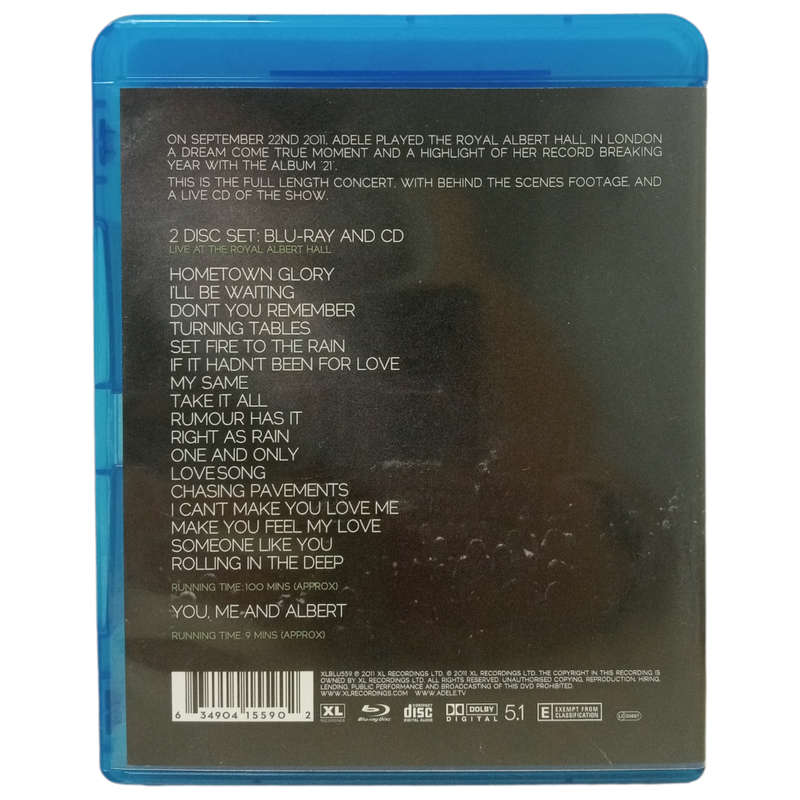 ON SEPTEMBER 22ND 2011, ADELE PLAYED THE ROYAL ALBERT HALL IN LONDON
A DREAM COME TRUE MOMENT AND A HIGHLIGHT OF HER RECORD BREAKING
YEAR WITH THE ALBUM '21'.
THIS IS THE FULL LENGTH CONCERT, WITH BEHIND THE SCENES FOOTAGE, AND
A LIVE CD OF THE SHOW.
2 DISC SET: BLU-RAY AND CD
LIVE AT THE ROYAL ALBERT HALL
HOMETOWN GLORY
I'LL BE WAITING
DON'T YOU REMEMBER
TURNING TABLES
SET FIRE TO THE RAIN
IF IT HADN'T BEEN FOR LOVE
MY SAME
TAKE IT ALL
RUMOUR HAS IT
RIGHT AS RAIN
ONE AND ONLY
LOVESONG
CHASING PAVEMENTS
I CAN'T MAKE YOU LOVE ME
MAKE YOU FEEL MY LOVE
SOMEONE LIKE YOU
ROLLING IN THE DEEP
RUNNING TIME: 100 MINS (APPROX)
YOU, ME AND ALBERT
RUNNING TIME: 9 MINS (APPROX)
XLBLU559 ℗ 2011 XL RECORDINGS LTD. © 2011 XL RECORDINGS LTD. THE COPYRIGHT IN THIS RECORDING IS
OWNED BY XL RECORDINGS LTD. ALL RIGHTS RESERVED. UNAUTHORISED COPYING, REPRODUCTION, HIRING,
LENDING, PUBLIC PERFORMANCE AND BROADCASTING OF THIS DVD PROHIBITED.
WWW.XLRECORDINGS.COM WWW.ADELE.TV
6 34904 15590 2
XL RECORDINGS Blu-ray Disc COMPACT disc DIGITAL AUDIO DOLBY DIGITAL 5.1 E EXEMPT FROM CLASSIFICATION